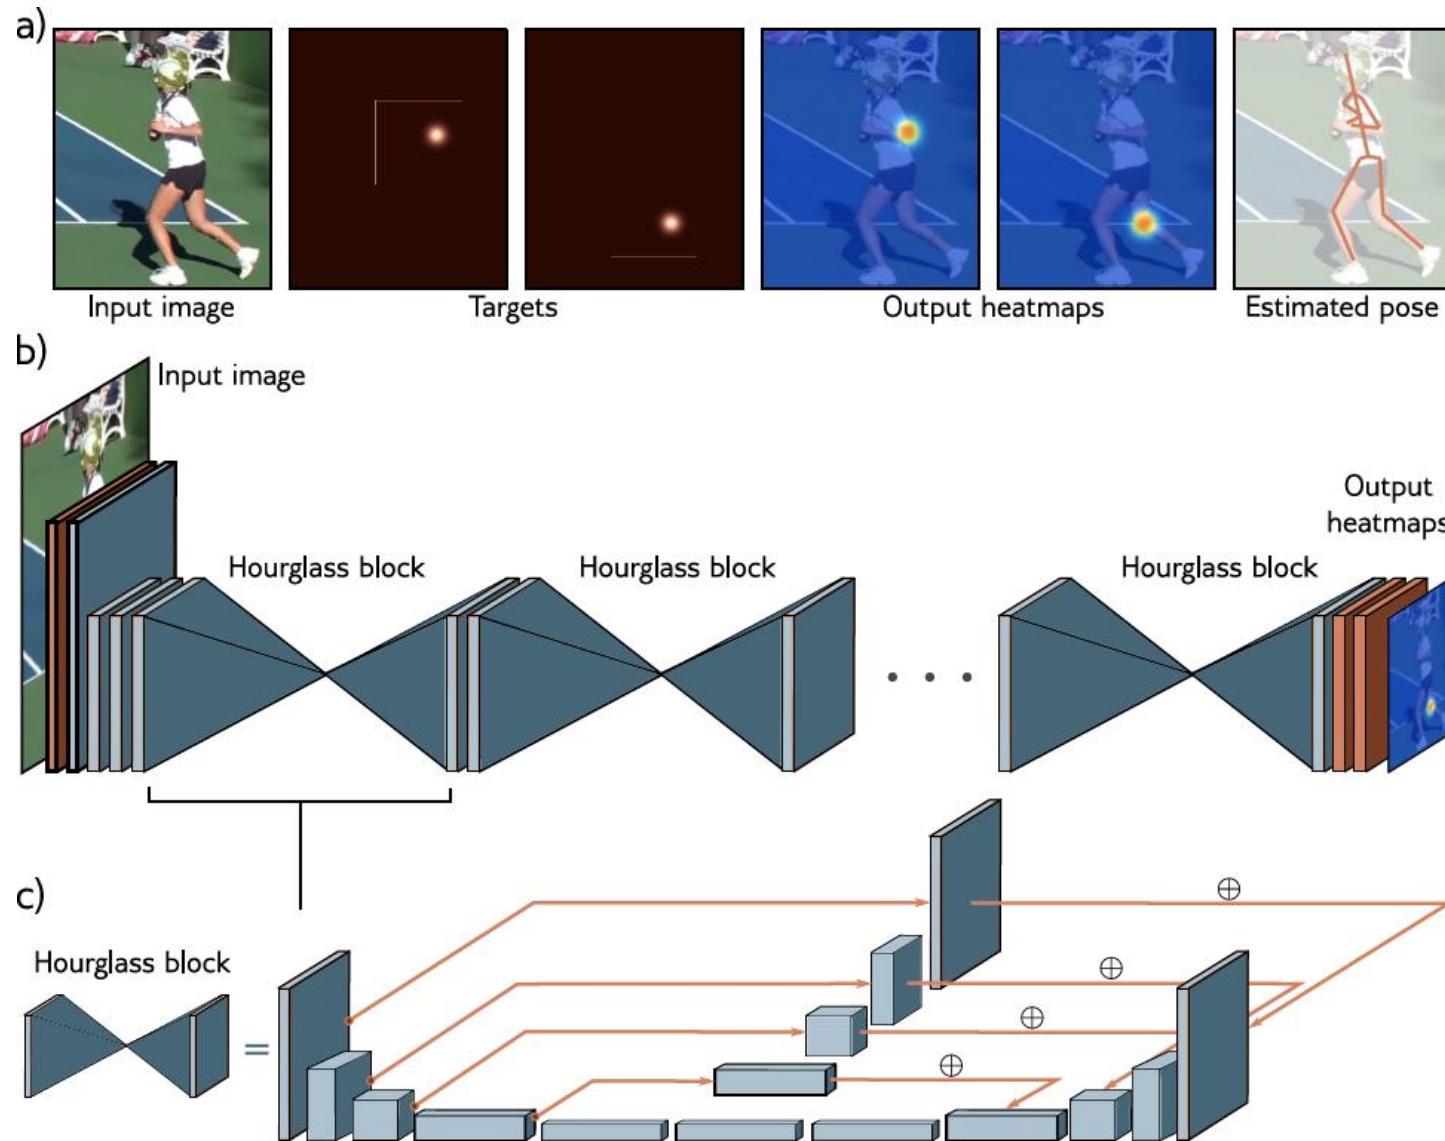 a)
Input image
Targets
Output heatmaps
Estimated pose
b)
Input image
Hourglass block
Hourglass block
Hourglass block
Output
heatmaps
c)
Hourglass block
=